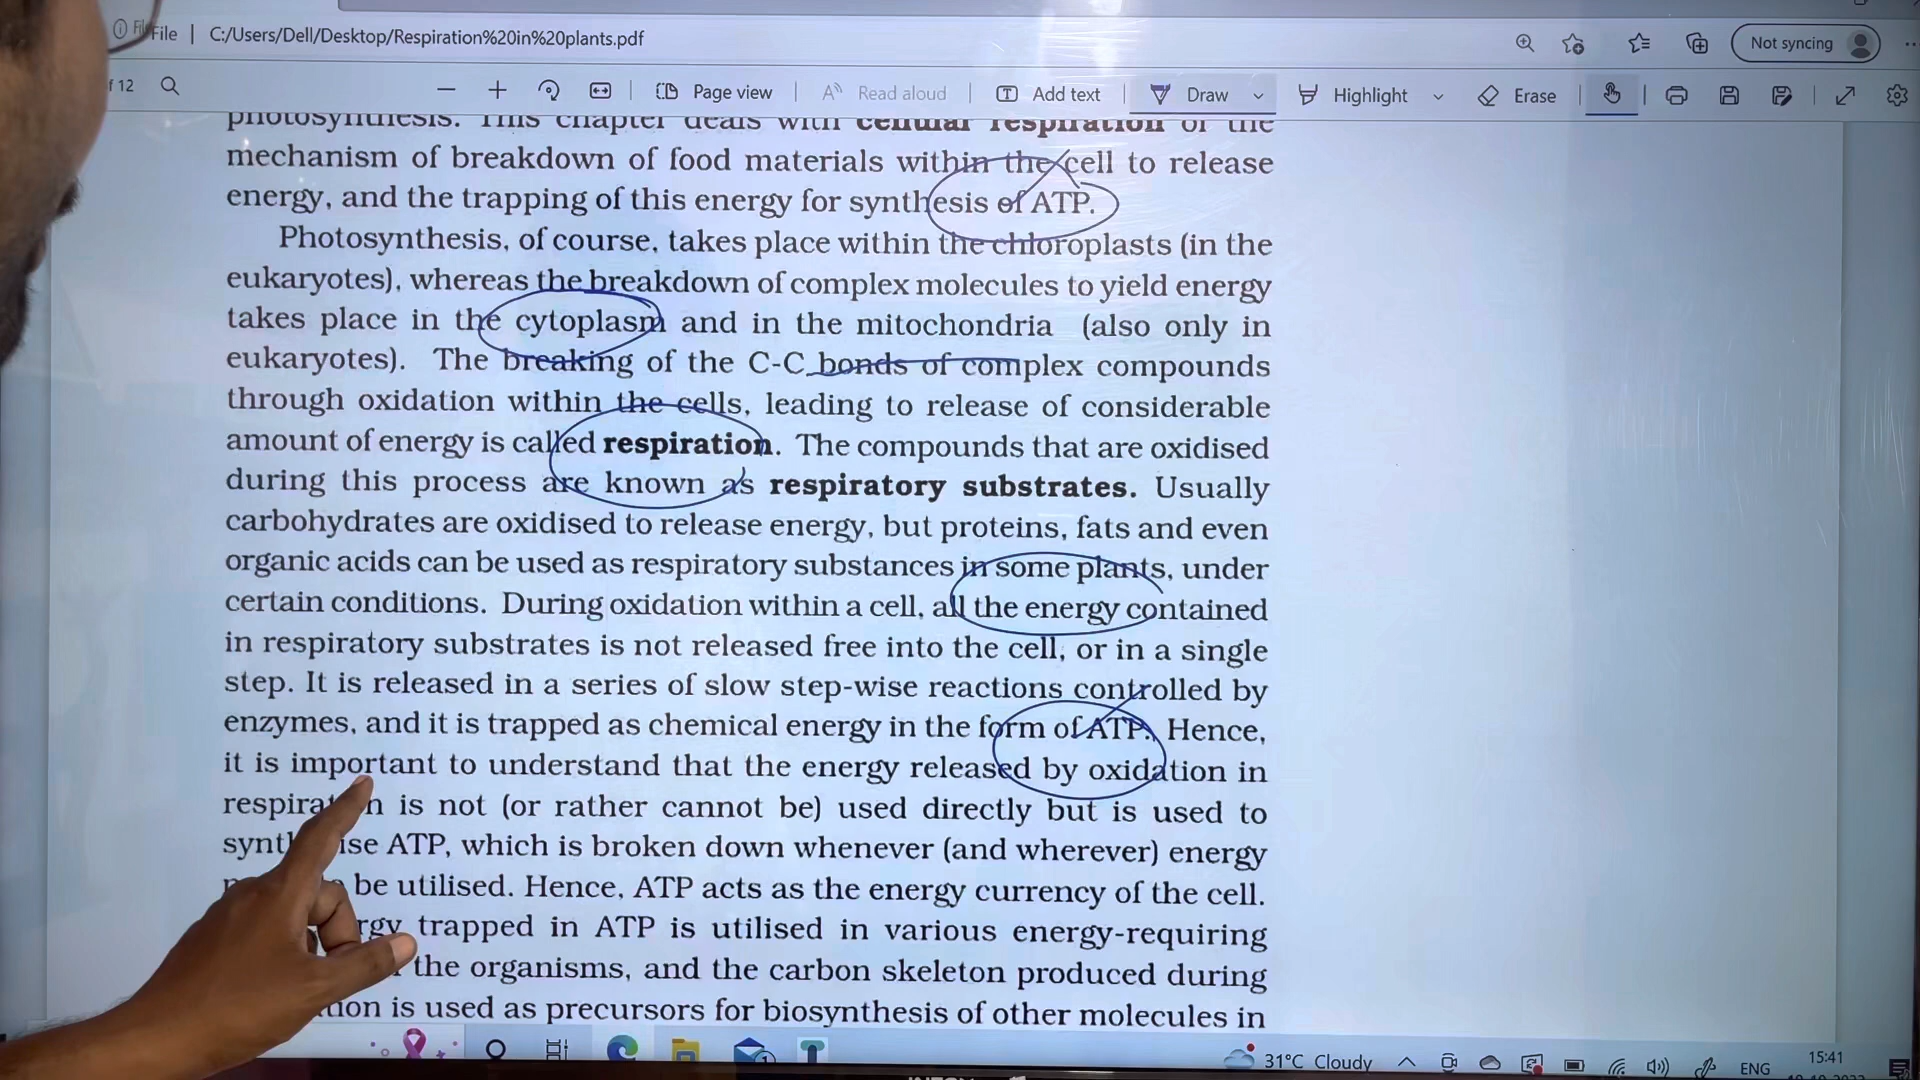 File | C:/Users/Dell/Desktop/Respiration%20in%20plants.pdf Not syncing
f 12 Page view Read aloud Add text Draw Highlight Erase
photosynthesis. This chapter deals with cellular respiration or the
mechanism of breakdown of food materials within the cell to release
energy, and the trapping of this energy for synthesis of ATP.
Photosynthesis, of course, takes place within the chloroplasts (in the
eukaryotes), whereas the breakdown of complex molecules to yield energy
takes place in the cytoplasm and in the mitochondria (also only in
eukaryotes). The breaking of the C-C bonds of complex compounds
through oxidation within the cells, leading to release of considerable
amount of energy is called respiration. The compounds that are oxidised
during this process are known as respiratory substrates. Usually
carbohydrates are oxidised to release energy, but proteins, fats and even
organic acids can be used as respiratory substances in some plants, under
certain conditions. During oxidation within a cell, all the energy contained
in respiratory substrates is not released free into the cell, or in a single
step. It is released in a series of slow step-wise reactions controlled by
enzymes, and it is trapped as chemical energy in the form of ATP. Hence,
it is important to understand that the energy released by oxidation in
is not (or rather cannot be) used directly but is used to
ATP, which is broken down whenever (and wherever) energy
be utilised. Hence, ATP acts as the energy currency of the cell.
trapped in ATP is utilised in various energy-requiring
the organisms, and the carbon skeleton produced during
is used as precursors for biosynthesis of other molecules in
31°C Cloudy ENG 15:41